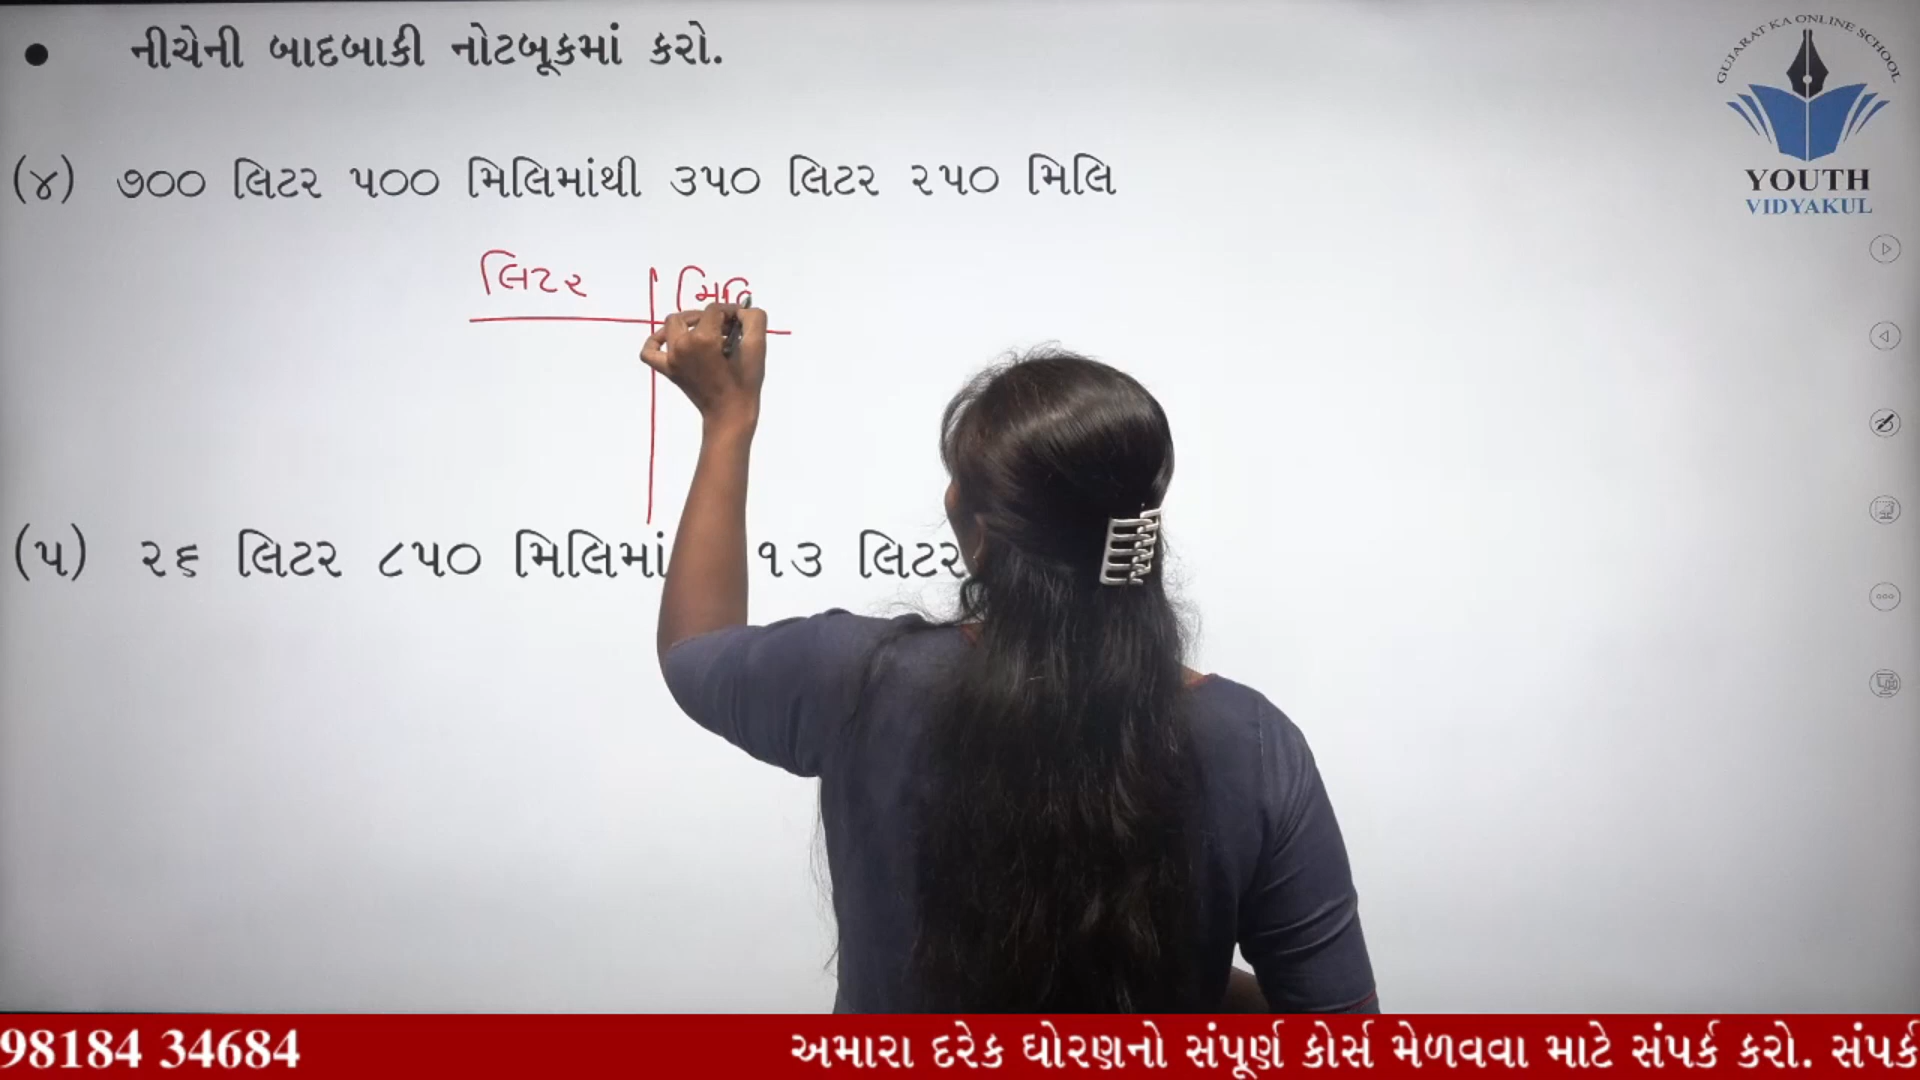 • નીચેની બાદબાકી નોટબૂકમાં કરો.
GUJARAT KA ONLINE SCHOOL
YOUTH
VIDYAKUL
(૪) ૭૦૦ લિટર ૫૦૦ મિલિમાંથી ૩૫૦ લિટર ૨૫૦ મિલિ
લિટર
(૫) ૨૬ લિટર ૮૫૦ મિલિમાં ૧૩ લિટર
98184 34684 અમારા દરેક ધોરણનો સંપૂર્ણ કોર્સ મેળવવા માટે સંપર્ક કરો. સંપર્ક